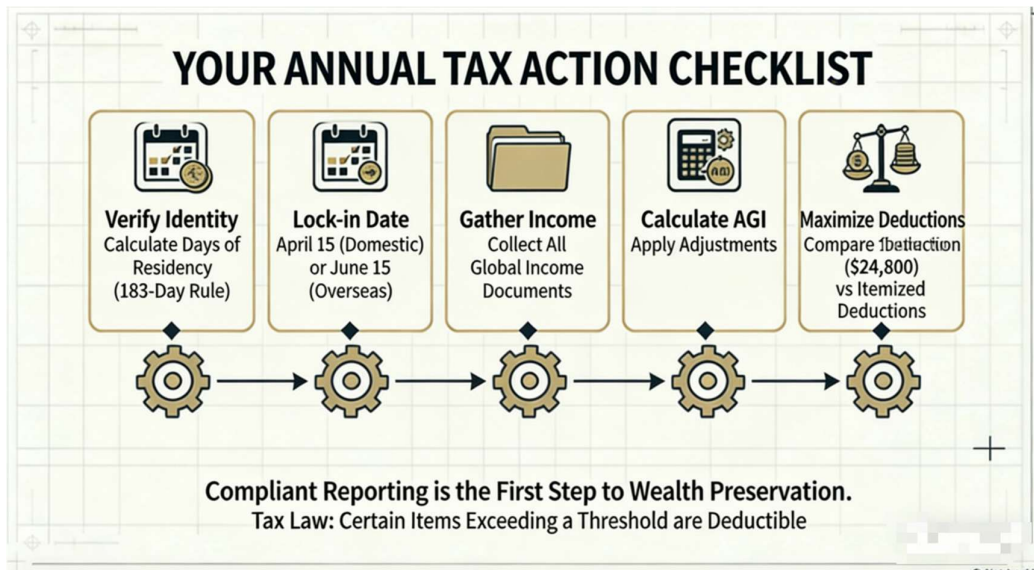 YOUR ANNUAL TAX ACTION CHECKLIST
Verify Identity
Calculate Days of
Residency
(183-Day Rule)
Lock-in Date
April 15 (Domestic)
or June 15
(Overseas)
Gather Income
Collect All
Global Income
Documents
Calculate AGI
Apply Adjustments
Maximize Deductions
Compare
($24,800)
vs Itemized
Deductions
Compliant Reporting is the First Step to Wealth Preservation.
Tax Law: Certain Items Exceeding a Threshold are Deductible